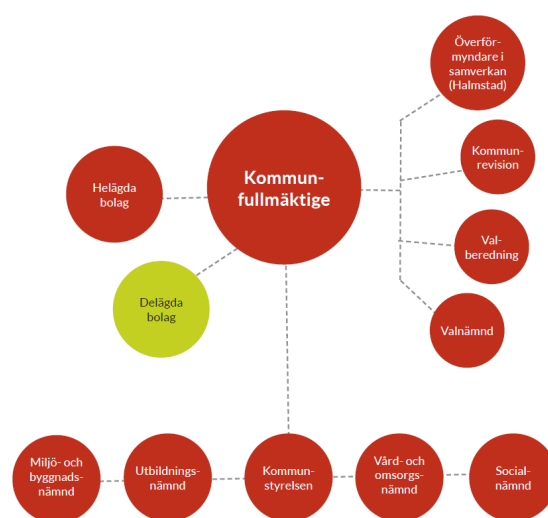 Överför-
myndare i
samverkan
(Halmstad)
Kommun-
fullmäktige
Kommun-
revision
Helägda
bolag
Val-
beredning
Delägda
bolag
Valnämnd
Miljö- och
byggnads-
nämnd
Utbildnings-
nämnd
Kommun-
styrelsen
Vård- och
omsorgs-
nämnd
Social-
nämnd